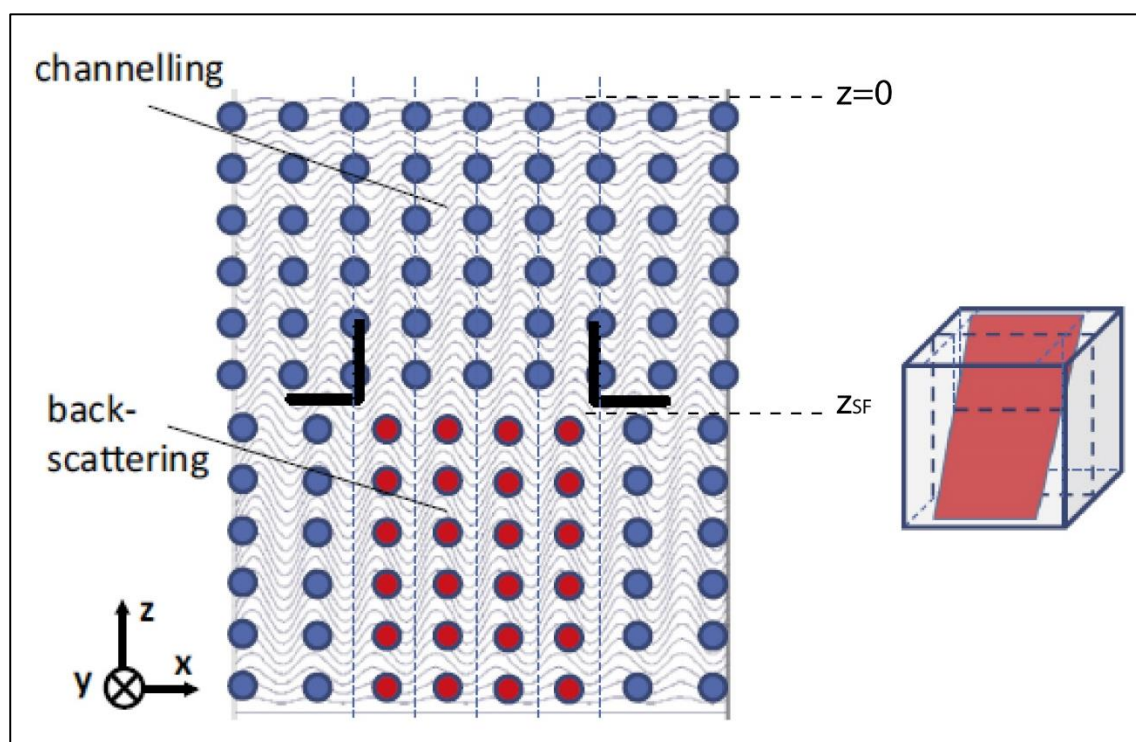 channelling
z=0
back-
scattering
zSF
z
y
x